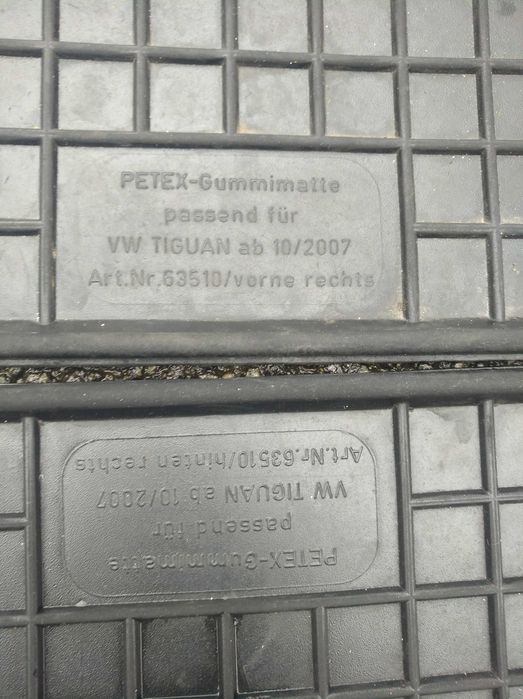 PETEX-Gummimatte
passend für
VW TIGUAN ab 10/2007
Art.Nr.63510/vorne rechts
PETEX-Gummimatte
passend für
VW TIGUAN ab 10/2007
Art.Nr.63510/hinten rechts